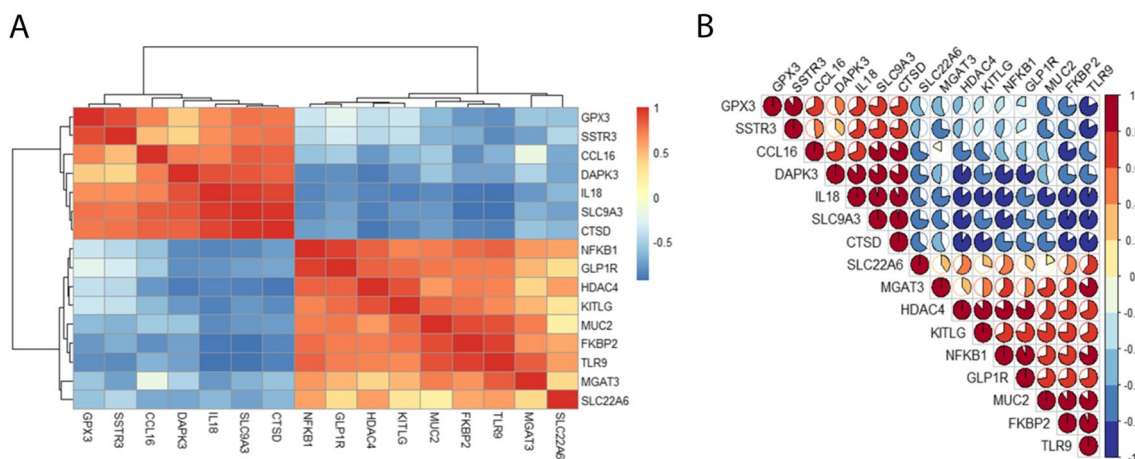 A
1
0.5
0
-0.5
GPX3
SSTR3
CCL16
DAPK3
IL18
SLC9A3
CTSD
NFKB1
GLP1R
HDAC4
KITLG
MUC2
FKBP2
TLR9
MGAT3
SLC22A6
GPX3
SSTR3
CCL16
DAPK3
IL18
SLC9A3
CTSD
NFKB1
GLP1R
HDAC4
KITLG
MUC2
FKBP2
TLR9
MGAT3
SLC22A6
B
GPX3
SSTR3
CCL16
DAPK3
IL18
SLC9A3
CTSD
SLC22A6
MGAT3
HDAC4
KITLG
NFKB1
GLP1R
MUC2
FKBP2
TLR9
GPX3
SSTR3
CCL16
DAPK3
IL18
SLC9A3
CTSD
SLC22A6
MGAT3
HDAC4
KITLG
NFKB1
GLP1R
MUC2
FKBP2
TLR9